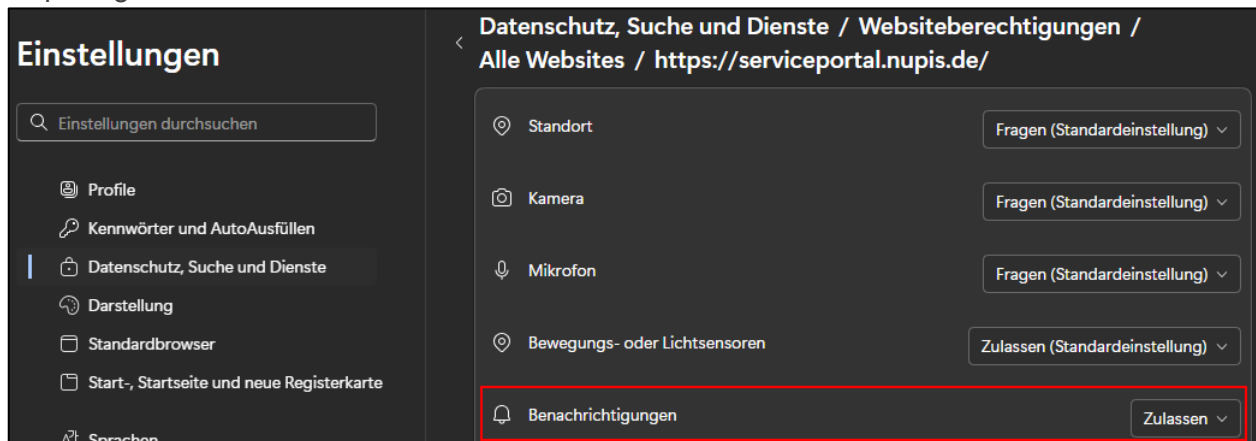 Einstellungen
Einstellungen durchsuchen
Profile
Kennwörter und AutoAusfüllen
Datenschutz, Suche und Dienste
Darstellung
Standardbrowser
Start-, Startseite und neue Registerkarte
Sprachen
Datenschutz, Suche und Dienste / Websiteberechtigungen /
Alle Websites / https://serviceportal.nupis.de/
Standort Fragen (Standardeinstellung)
Kamera Fragen (Standardeinstellung)
Mikrofon Fragen (Standardeinstellung)
Bewegungs- oder Lichtsensoren Zulassen (Standardeinstellung)
Benachrichtigungen Zulassen